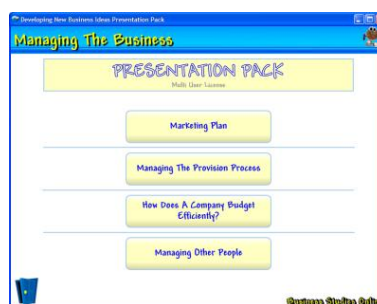 Developing New Business Ideas Presentation Pack
Managing The Business
PRESENTATION PACK
Multi User License
Marketing Plan
Managing The Provision Process
How Does A Company Budget
Efficiently?
Managing Other People
Business Studies Online